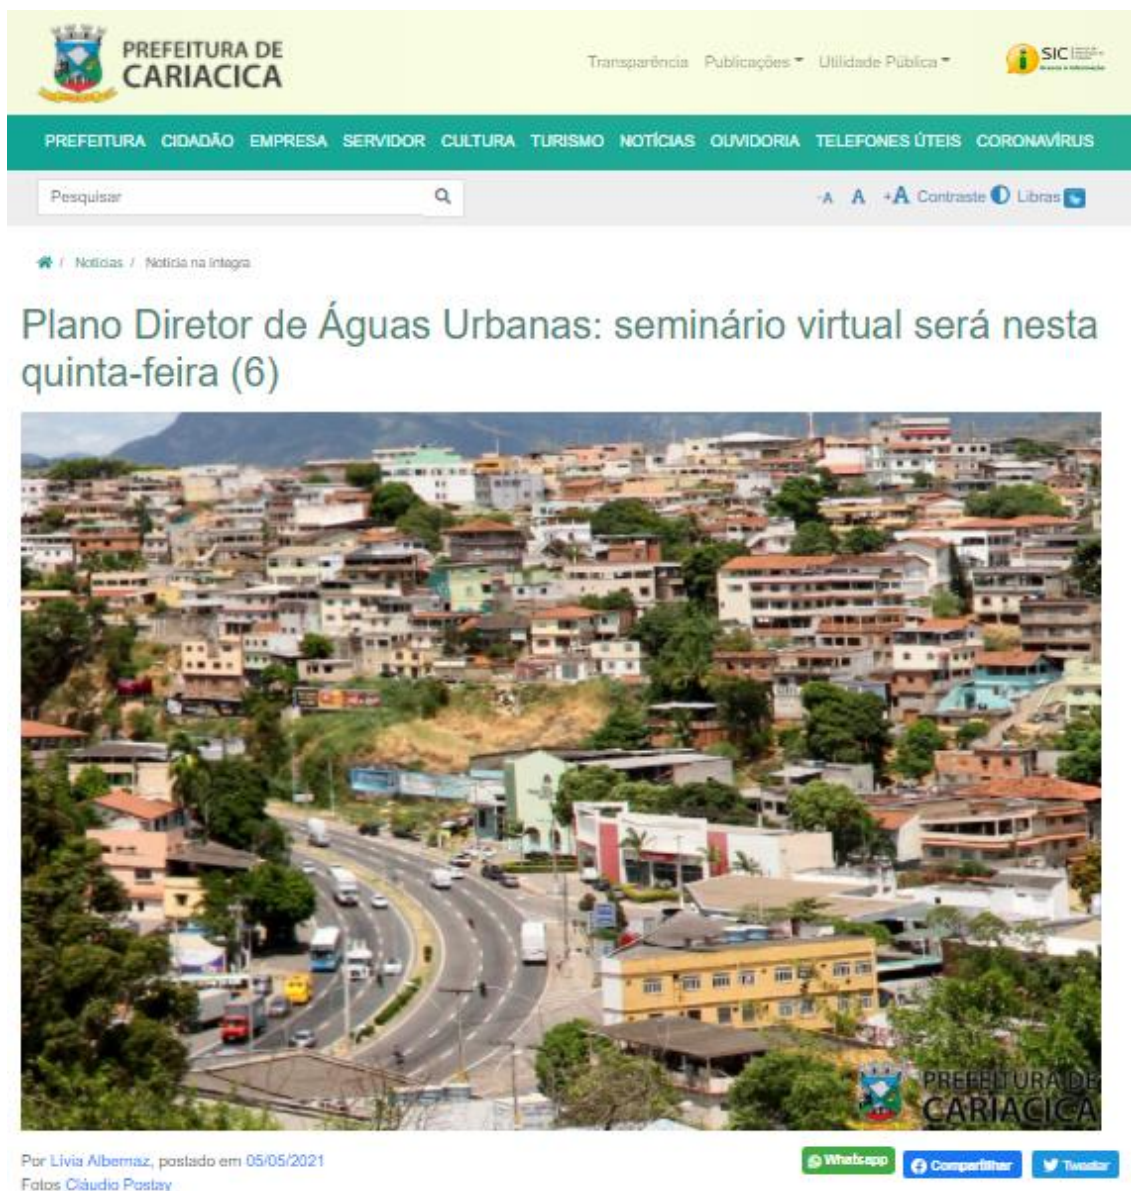 PREFEITURA DE
CARIACICA
Transparência Publicações Utilidade Pública
SIC
PREFEITURA CIDADÃO EMPRESA SERVIDOR CULTURA TURISMO NOTÍCIAS OUVIDORIA TELEFONES ÚTEIS CORONAVÍRUS
Pesquisar
-A A +A Contraste Libras
/ Notícias / Notícia na íntegra
Plano Diretor de Águas Urbanas: seminário virtual será nesta
quinta-feira (6)
PREFEITURA DE
CARIACICA
Por Livia Albernaz, postado em 05/05/2021
Fotos Cláudio Postay
Whatsapp Compartilhar Tweetar